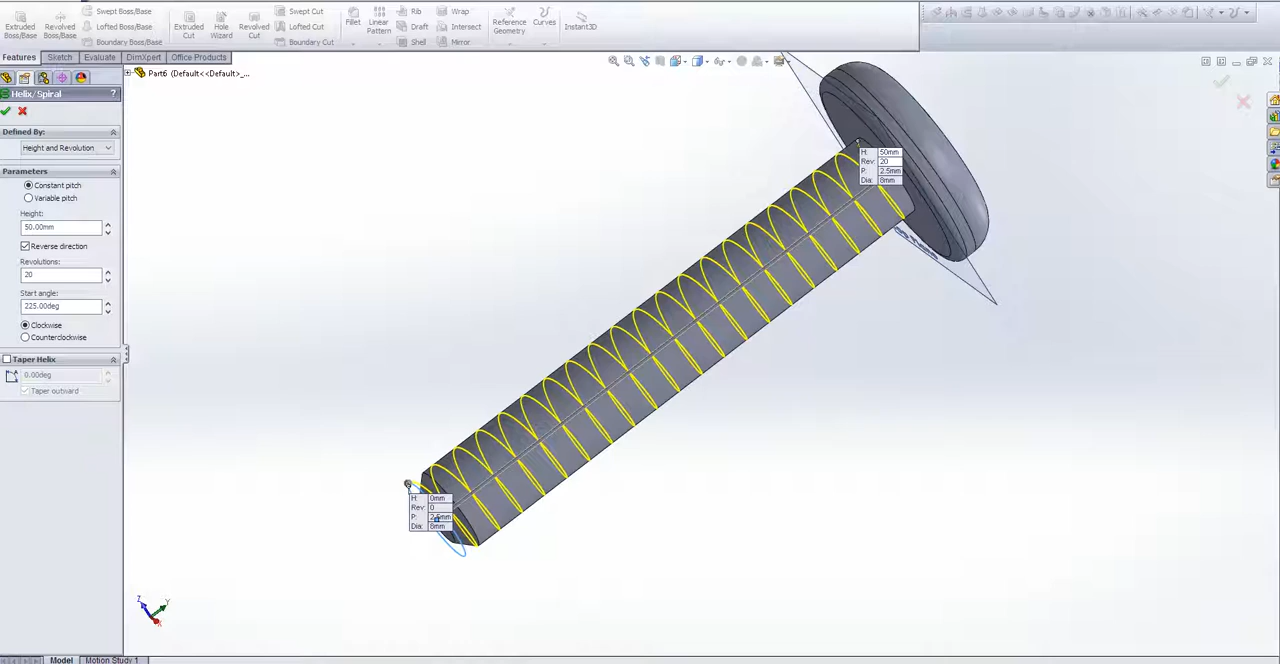 Extruded Boss/Base
Revolved Boss/Base
Swept Boss/Base
Lofted Boss/Base
Boundary Boss/Base
Extruded Cut
Hole Wizard
Revolved Cut
Swept Cut
Lofted Cut
Boundary Cut
Fillet
Linear Pattern
Rib
Draft
Shell
Wrap
Intersect
Mirror
Reference Geometry
Curves
Instant3D
Features
Sketch
Evaluate
DimXpert
Office Products
Part6 (Default<<Default>_...
Helix/Spiral
?
Defined By:
Height and Revolution
Parameters
Constant pitch
Variable pitch
Height:
50.00mm
Reverse direction
Revolutions:
20
Start angle:
225.00deg
Clockwise
Counterclockwise
Taper Helix
0.00deg
Taper outward
H: 50mm
Rev: 20
P: 2.5mm
Dia: 8mm
H: 0mm
Rev: 0
P: 2.5mm
Dia: 8mm
Z
Y
X
Model
Motion Study 1